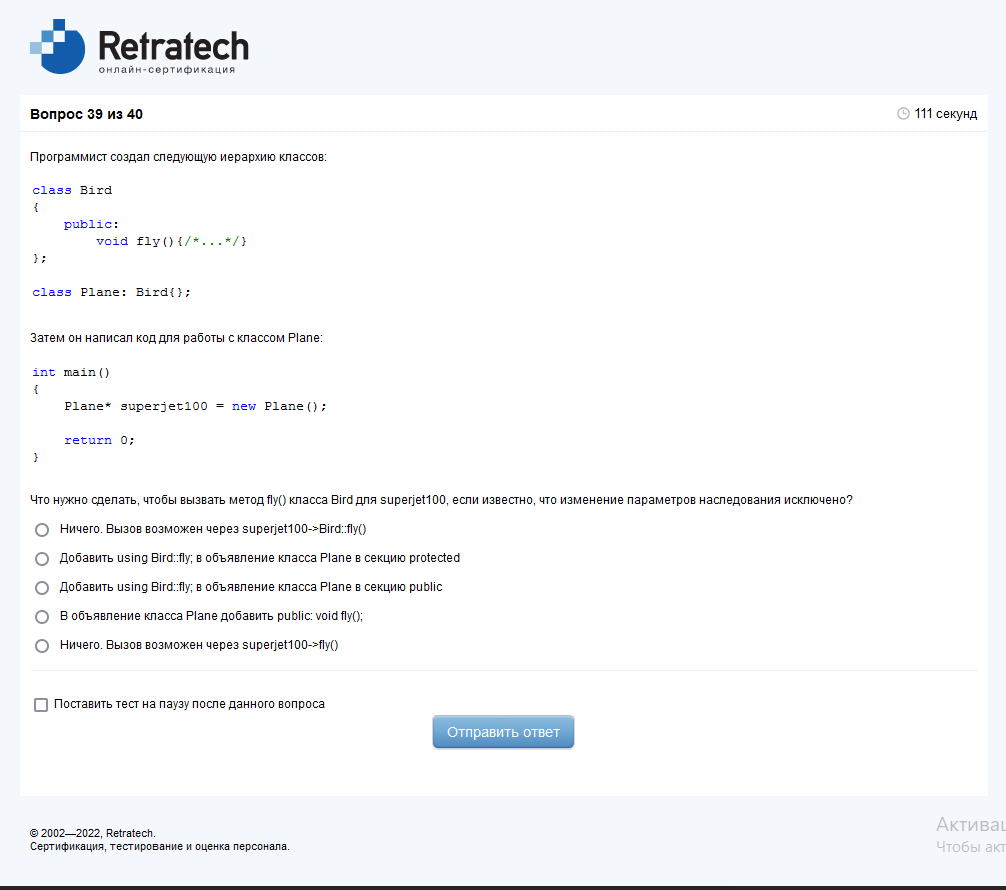 Retratech
онлайн-сертификация
Вопрос 39 из 40
111 секунд
Программист создал следующую иерархию классов:
class Bird
{
public:
void fly(){/*...*/}
};
class Plane: Bird{};
Затем он написал код для работы с классом Plane:
int main()
{
Plane* superjet100 = new Plane();
return 0;
}
Что нужно сделать, чтобы вызвать метод fly() класса Bird для superjet100, если известно, что изменение параметров наследования исключено?
Ничего. Вызов возможен через superjet100->Bird::fly()
Добавить using Bird::fly; в объявление класса Plane в секцию protected
Добавить using Bird::fly; в объявление класса Plane в секцию public
В объявление класса Plane добавить public: void fly();
Ничего. Вызов возможен через superjet100->fly()
Поставить тест на паузу после данного вопроса
Отправить ответ
© 2002—2022, Retratech.
Сертификация, тестирование и оценка персонала.
Чтобы